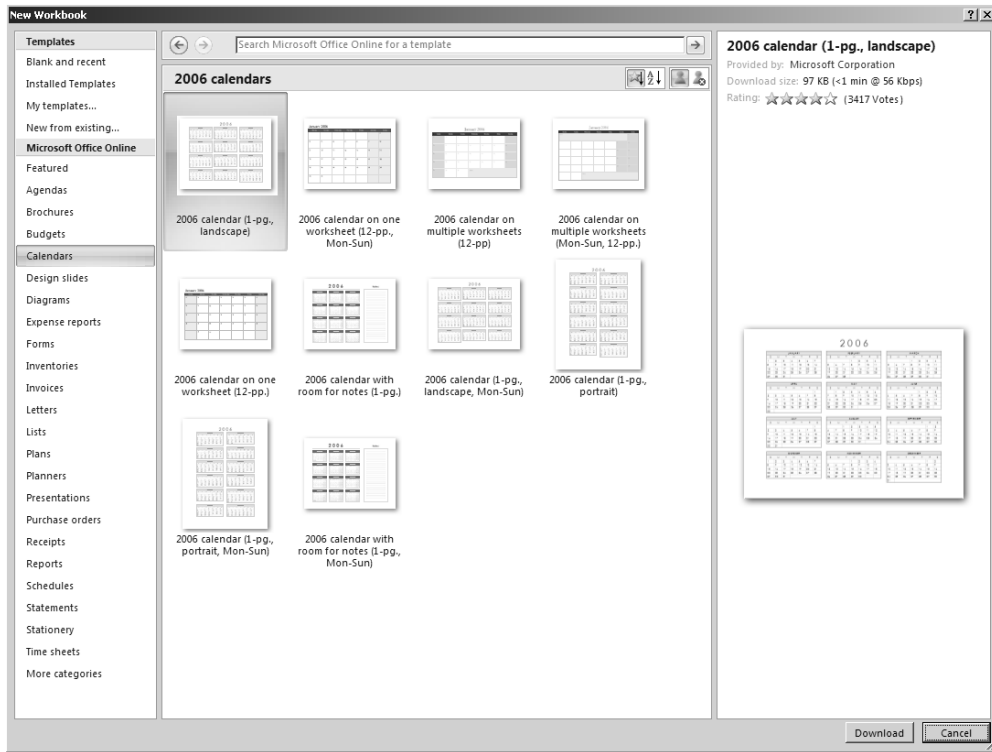 New Workbook
Templates
Blank and recent
Installed Templates
My templates...
New from existing...
Microsoft Office Online
Featured
Agendas
Brochures
Budgets
Calendars
Design slides
Diagrams
Expense reports
Forms
Inventories
Invoices
Letters
Lists
Plans
Planners
Presentations
Purchase orders
Receipts
Reports
Schedules
Statements
Stationery
Time sheets
More categories
Search Microsoft Office Online for a template
2006 calendars
2006 calendar (1-pg.,
landscape)
2006 calendar on one
worksheet (12-pp.,
Mon-Sun)
2006 calendar on
multiple worksheets
(12-pp)
2006 calendar on
multiple worksheets
(Mon-Sun, 12-pp.)
2006 calendar on one
worksheet (12-pp.)
2006 calendar with
room for notes (1-pg.)
2006 calendar (1-pg.,
landscape, Mon-Sun)
2006 calendar (1-pg.,
portrait)
2006 calendar (1-pg.,
portrait, Mon-Sun)
2006 calendar with
room for notes (1-pg.,
Mon-Sun)
2006 calendar (1-pg., landscape)
Provided by: Microsoft Corporation
Download size: 97 KB (<1 min @ 56 Kbps)
Rating: (3417 Votes)
2006
Download
Cancel